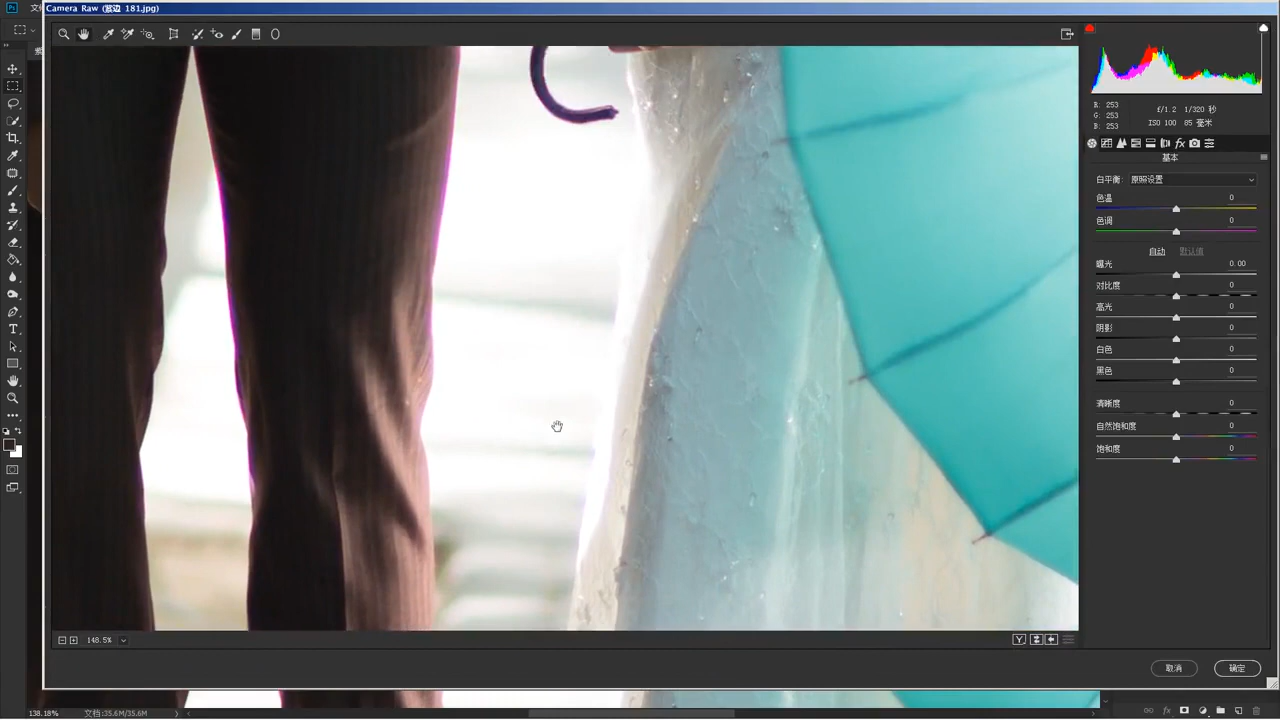 Camera Raw (紫边 181.jpg)
R: 253
G: 253
B: 253
f/1.2 1/320 秒
ISO 100 85 毫米
基本
白平衡: 原照设置
色温 0
色调 0
自动 默认值
曝光 0.00
对比度 0
高光 0
阴影 0
白色 0
黑色 0
清晰度 0
自然饱和度 0
饱和度 0
148.5%
取消 确定
138.18% 文档:35.6M/35.6M